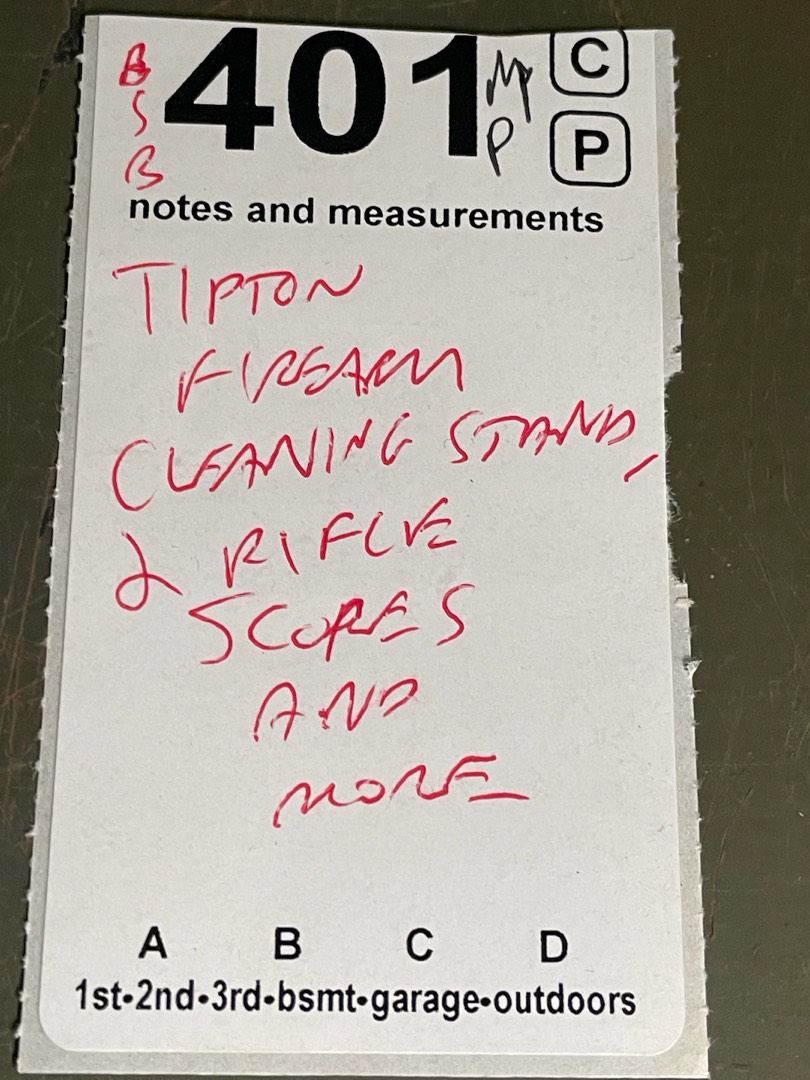 B
S
B
401
MY
P
C
P
notes and measurements
TIPTON
FIREARM
CLEANING STAND,
2 RIFLE
SCOPES
AND
MORE
A B C D
1st•2nd•3rd•bsmt•garage•outdoors